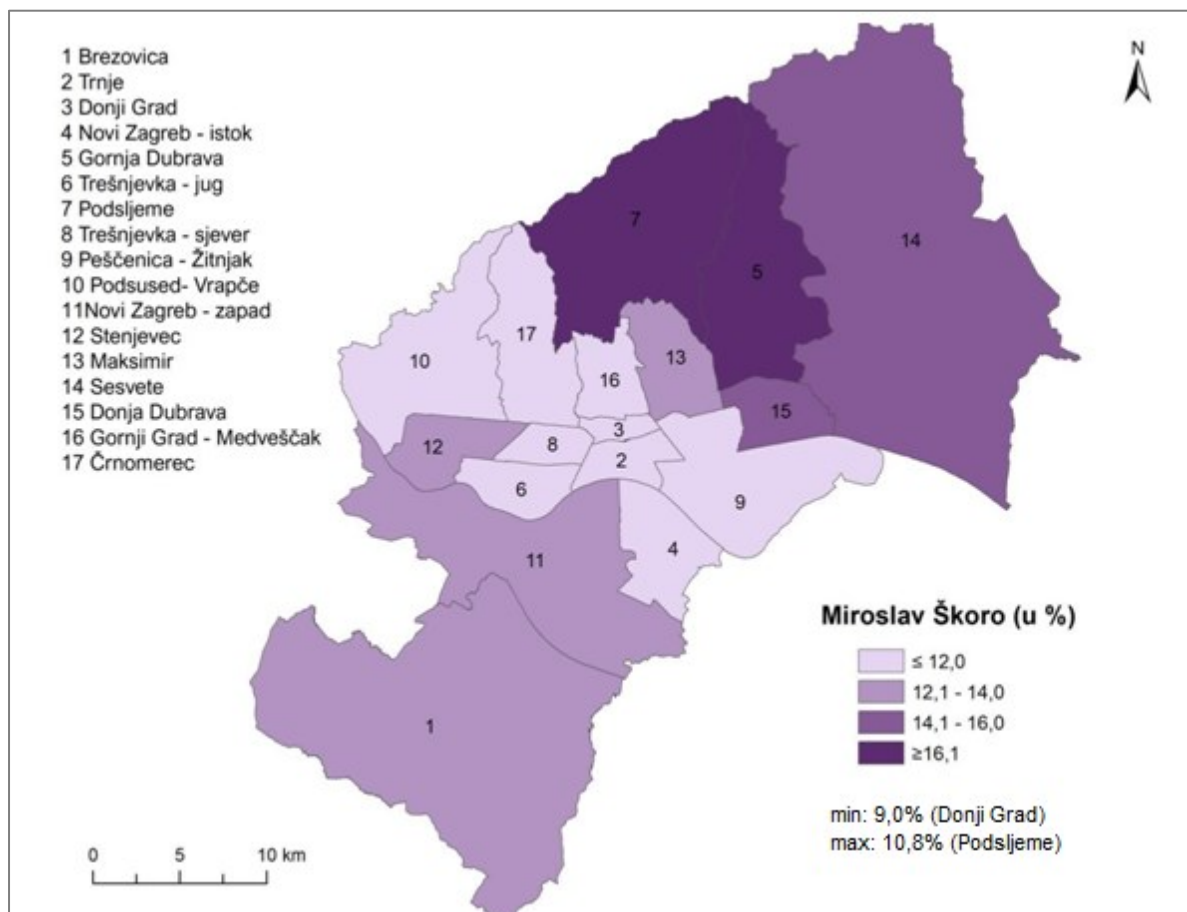 1 Brezovica
2 Trnje
3 Donji Grad
4 Novi Zagreb - istok
5 Gornja Dubrava
6 Trešnjevka - jug
7 Podsljeme
8 Trešnjevka - sjever
9 Peščenica - Žitnjak
10 Podsused- Vrapče
11Novi Zagreb - zapad
12 Stenjevec
13 Maksimir
14 Sesvete
15 Donja Dubrava
16 Gornji Grad - Medveščak
17 Črnomerec
N
7
14
5
17
10
13
16
15
3
12
8
2
6
9
4
11
1
Miroslav Škoro (u %)
≤ 12,0
12,1 - 14,0
14,1 - 16,0
≥16,1
min: 9,0% (Donji Grad)
max: 10,8% (Podsljeme)
0 5 10 km